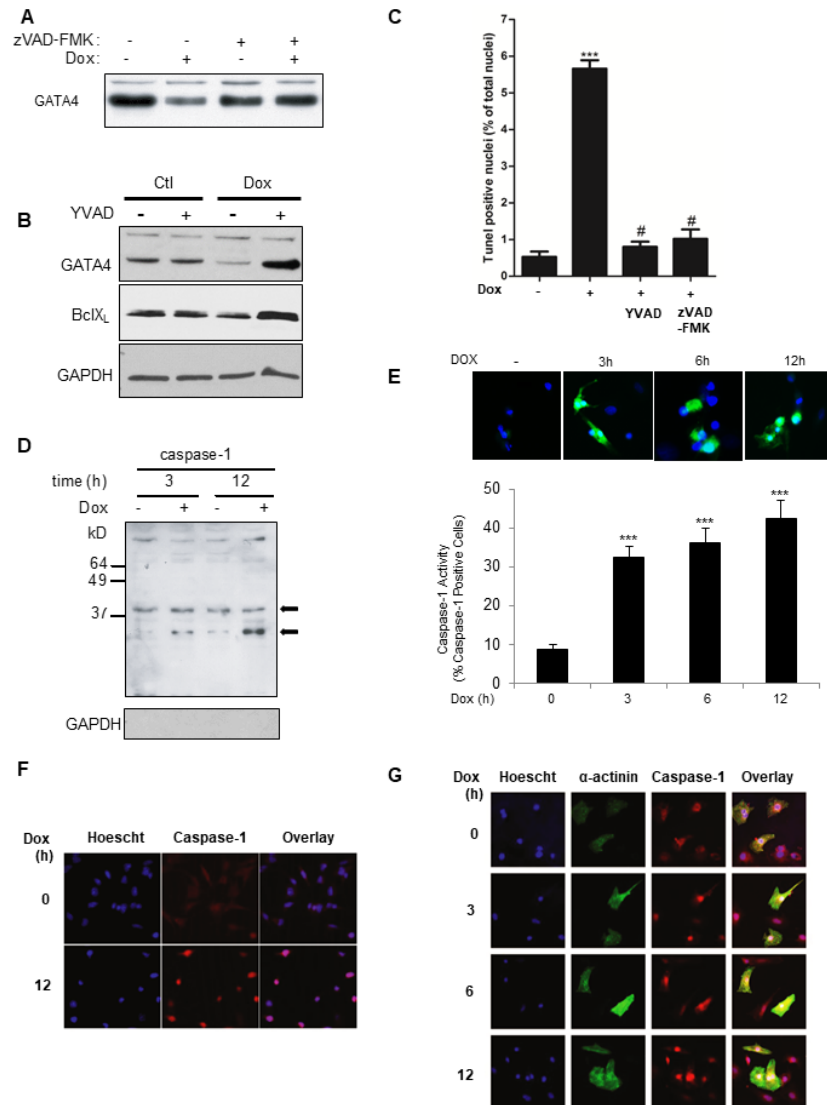 A
zVAD-FMK: - - + +
Dox: - + - +
GATA4
B
Ctl Dox
YVAD - + - +
GATA4
BclXL
GAPDH
C
Tunel positive nuclei (% of total nuclei)
7
6
5
4
3
2
1
0
***
# #
Dox - + + +
YVAD zVAD
-FMK
D
caspase-1
time (h) 3 12
Dox - + - +
kD
64
49
37
GAPDH
E
DOX - 3h 6h 12h
Caspase-1 Activity
(% Caspase-1 Positive Cells)
50
40
30
20
10
0
*** *** ***
Dox (h) 0 3 6 12
F
Dox
(h)
Hoescht Caspase-1 Overlay
0
12
G
Dox
(h)
Hoescht α-actinin Caspase-1 Overlay
0
3
6
12